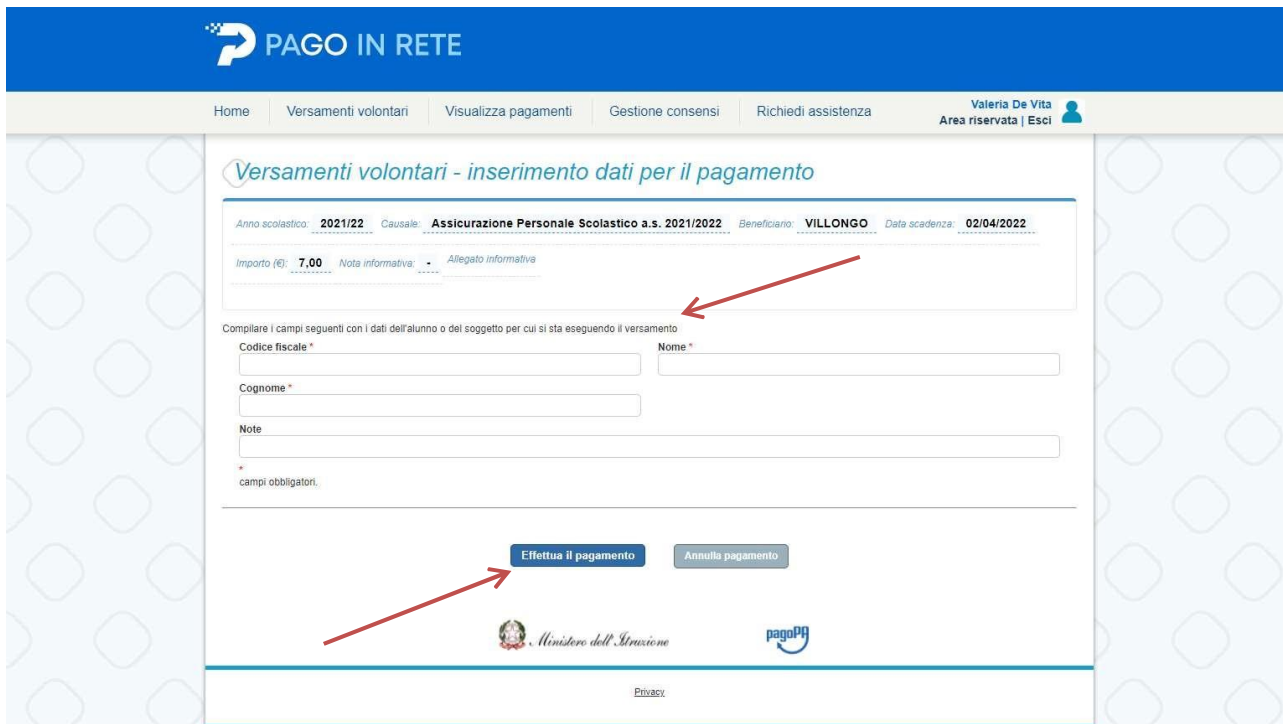 PAGO IN RETE
Home Versamenti volontari Visualizza pagamenti Gestione consensi Richiedi assistenza Valeria De Vita
Area riservata | Esci
Versamenti volontari - inserimento dati per il pagamento
Anno scolastico: 2021/22 Causale: Assicurazione Personale Scolastico a.s. 2021/2022 Beneficiario: VILLONGO Data scadenza: 02/04/2022
Importo (€): 7,00 Nota informativa: - Allegato informativa
Compilare i campi seguenti con i dati dell'alunno o del soggetto per cui si sta eseguendo il versamento
Codice fiscale * Nome *
Cognome *
Note
*
campi obbligatori.
Effettua il pagamento Annulla pagamento
Ministero dell'Istruzione pagoPA
Privacy